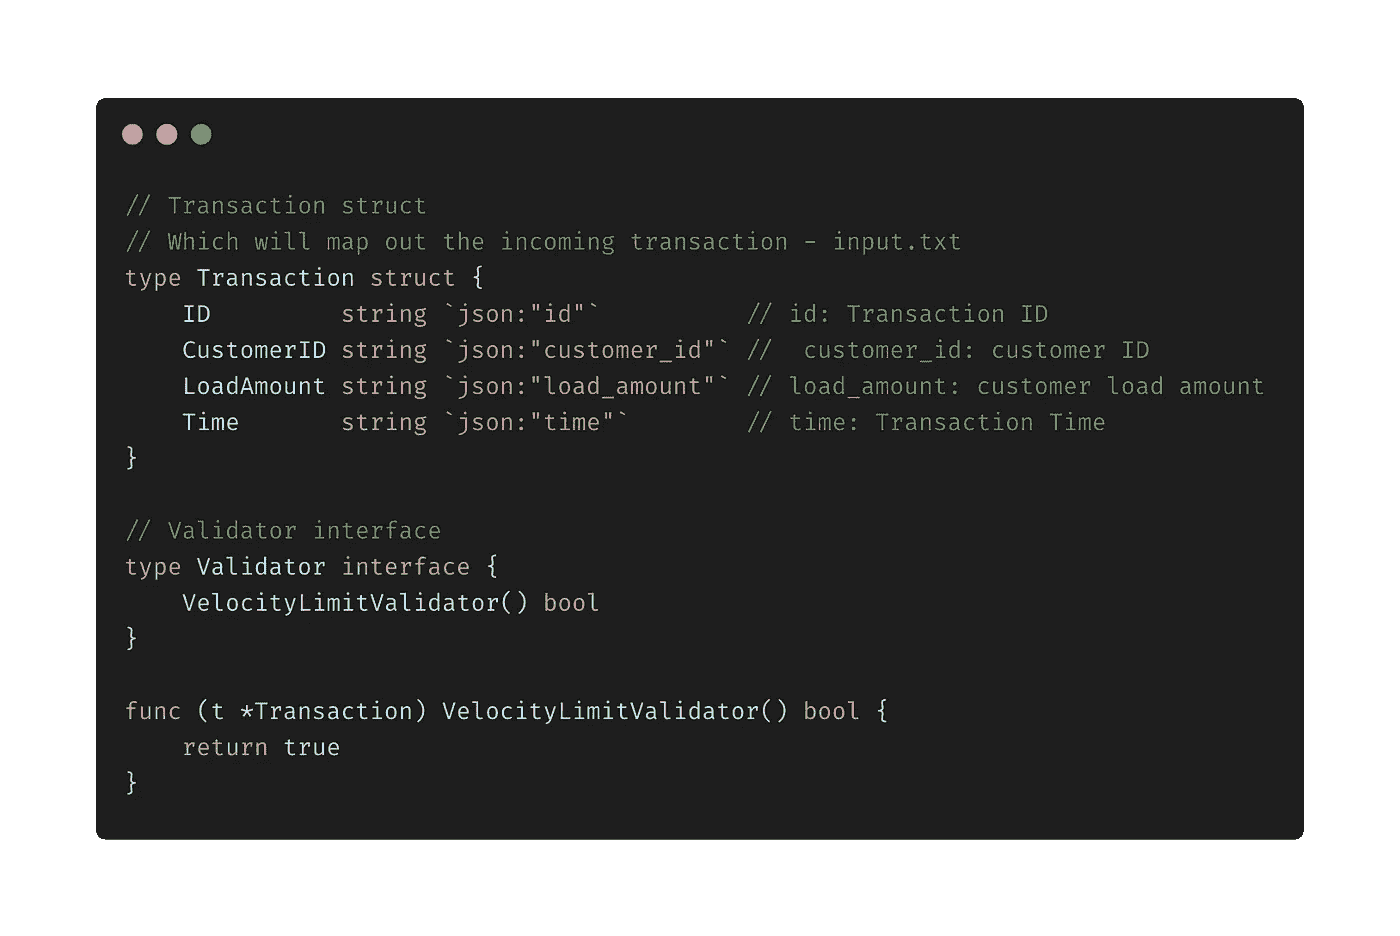 // Transaction struct
// Which will map out the incoming transaction - input.txt
type Transaction struct {
    ID         string `json:"id"`          // id: Transaction ID
    CustomerID string `json:"customer_id"` //  customer_id: customer ID
    LoadAmount string `json:"load_amount"` // load_amount: customer load amount
    Time       string `json:"time"`        // time: Transaction Time
}

// Validator interface
type Validator interface {
    VelocityLimitValidator() bool
}

func (t *Transaction) VelocityLimitValidator() bool {
    return true
}